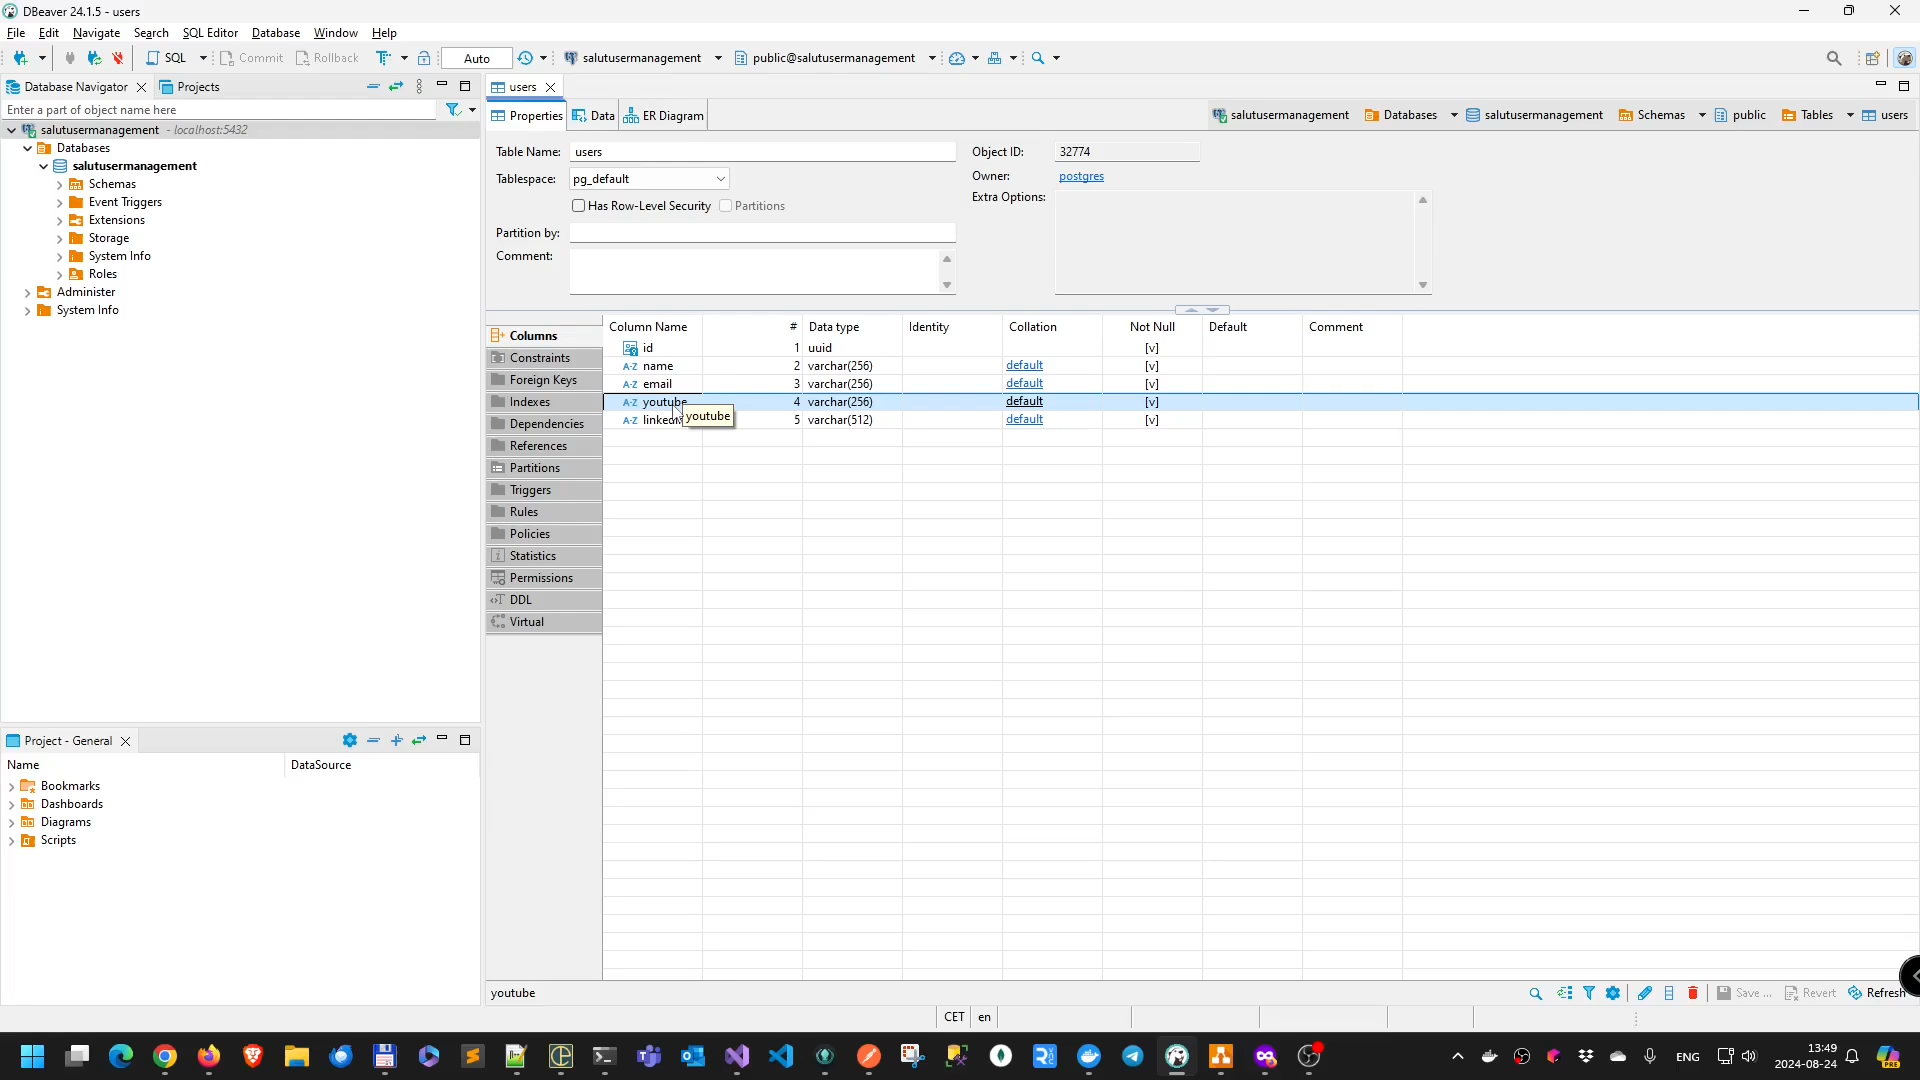 DBeaver 24.1.5 - users
File Edit Navigate Search SQL Editor Database Window Help
SQL Commit Rollback Auto salutusermanagement public@salutusermanagement
Database Navigator Projects
Enter a part of object name here
salutusermanagement - localhost:5432
Databases
salutusermanagement
Schemas
Event Triggers
Extensions
Storage
System Info
Roles
Administer
System Info
Project - General
Name DataSource
Bookmarks
Dashboards
Diagrams
Scripts
users
Properties Data ER Diagram
salutusermanagement Databases salutusermanagement Schemas public Tables users
Table Name: users
Tablespace: pg_default
Has Row-Level Security Partitions
Partition by:
Comment:
Object ID: 32774
Owner: postgres
Extra Options:
Columns
Constraints
Foreign Keys
Indexes
Dependencies
References
Partitions
Triggers
Rules
Policies
Statistics
Permissions
DDL
Virtual
Column Name # Data type Identity Collation Not Null Default Comment
id 1 uuid [v]
A-Z name 2 varchar(256) default [v]
A-Z email 3 varchar(256) default [v]
A-Z youtube 4 varchar(256) default [v]
youtube
A-Z 5 varchar(512) default [v]
youtube
Save ... Revert Refresh
CET en
ENG
13:49
2024-08-24